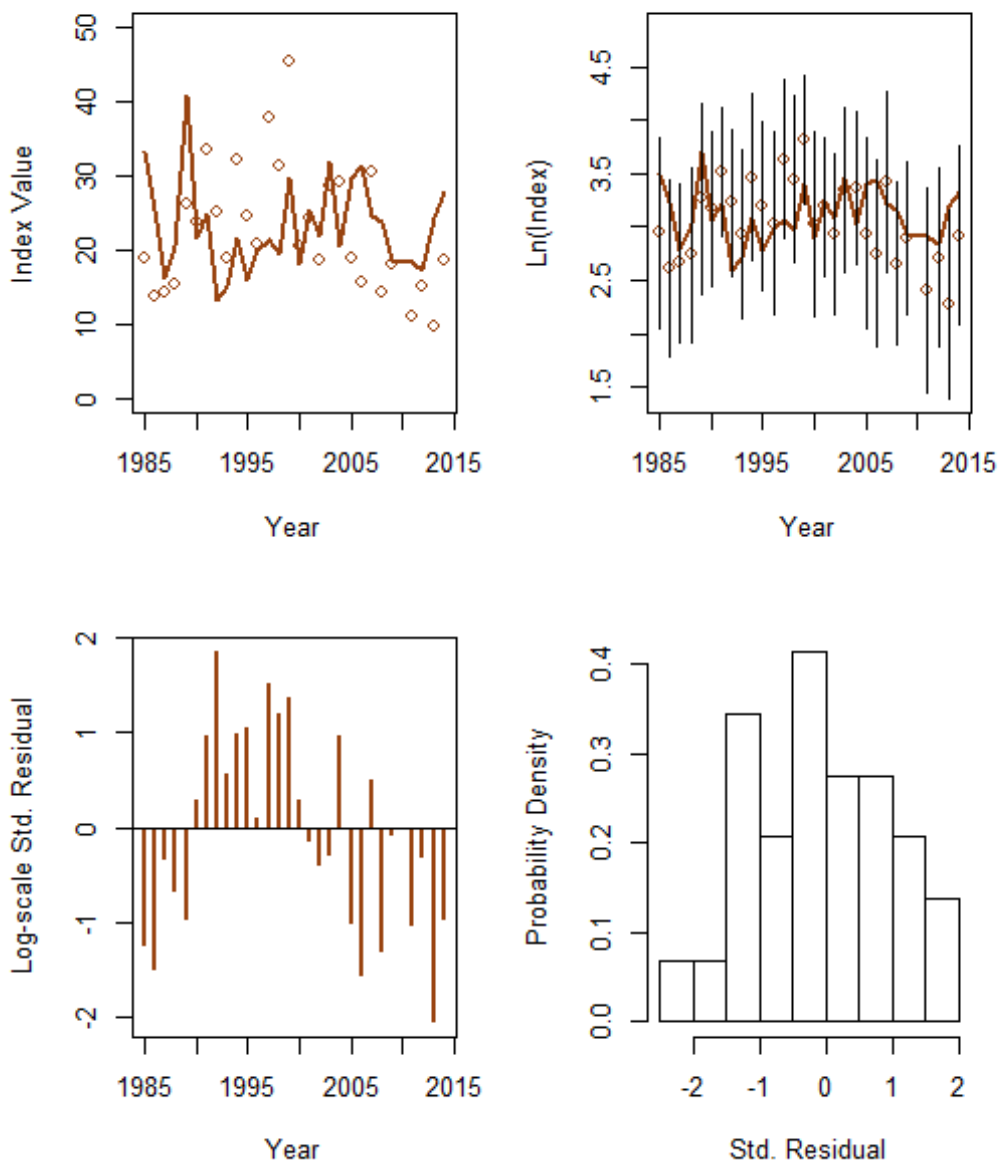 Index Value
50
40
30
20
10
0
1985 1995 2005 2015
Year
Ln(Index)
4.5
3.5
2.5
1.5
1985 1995 2005 2015
Year
Log-scale Std. Residual
2
1
0
-1
-2
1985 1995 2005 2015
Year
Probability Density
0.4
0.3
0.2
0.1
0.0
-2 -1 0 1 2
Std. Residual